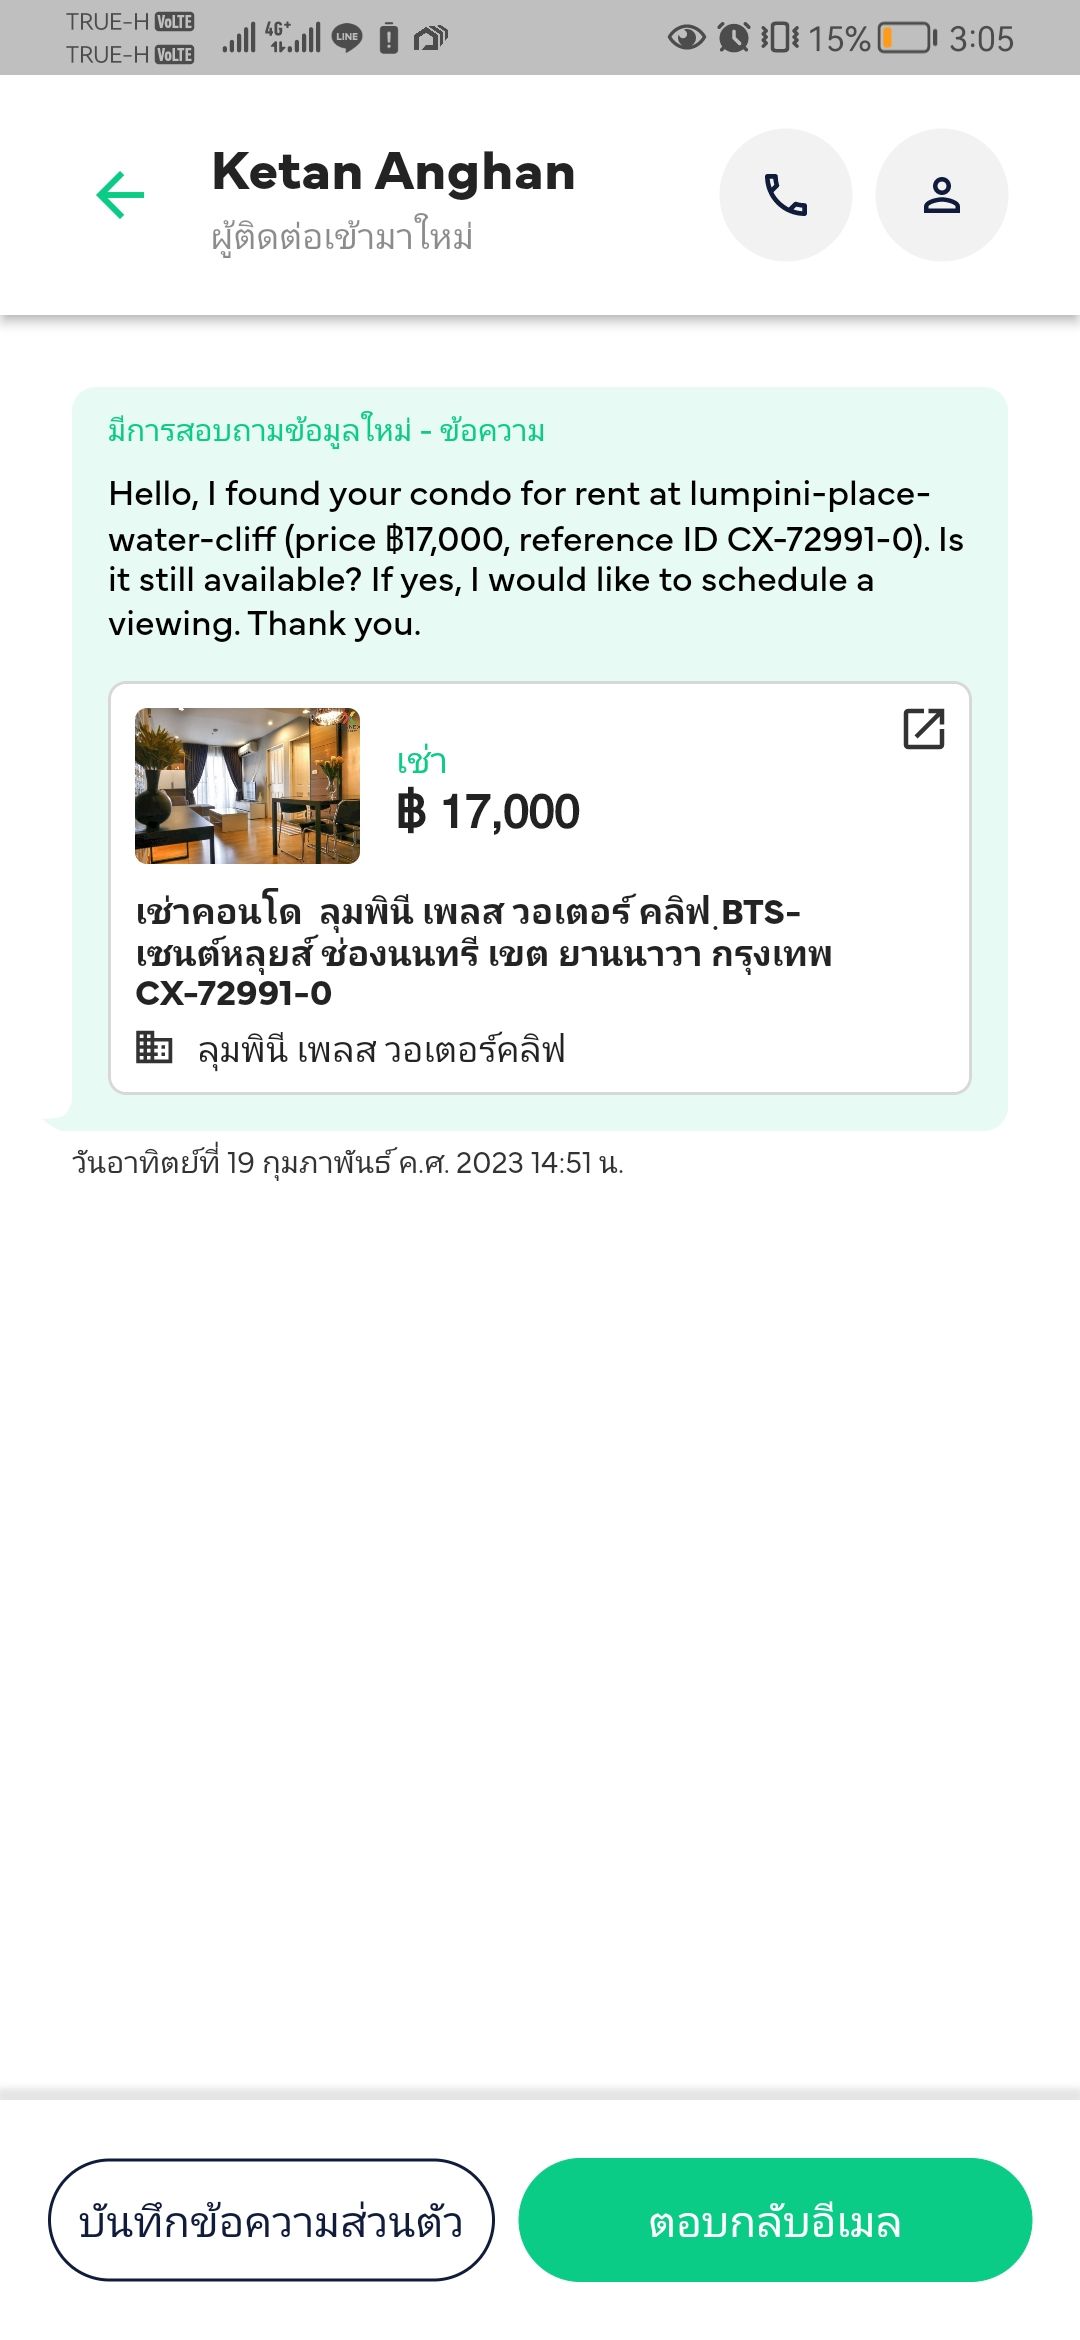 TRUE-H VoLTE
TRUE-H VoLTE
4G+
LINE
15%
3:05
Ketan Anghan
ผู้ติดต่อเข้ามาใหม่
มีการสอบถามข้อมูลใหม่ - ข้อความ
Hello, I found your condo for rent at lumpini-place-
water-cliff (price ฿17,000, reference ID CX-72991-0). Is
it still available? If yes, I would like to schedule a
viewing. Thank you.
เช่า
฿ 17,000
เช่าคอนโด ลุมพินี เพลส วอเตอร์ คลิฟ ฺBTS-
เซนต์หลุยส์ ช่องนนทรี เขต ยานนาวา กรุงเทพ
CX-72991-0
ลุมพินี เพลส วอเตอร์คลิฟ
วันอาทิตย์ที่ 19 กุมภาพันธ์ ค.ศ. 2023 14:51 น.
บันทึกข้อความส่วนตัว
ตอบกลับอีเมล